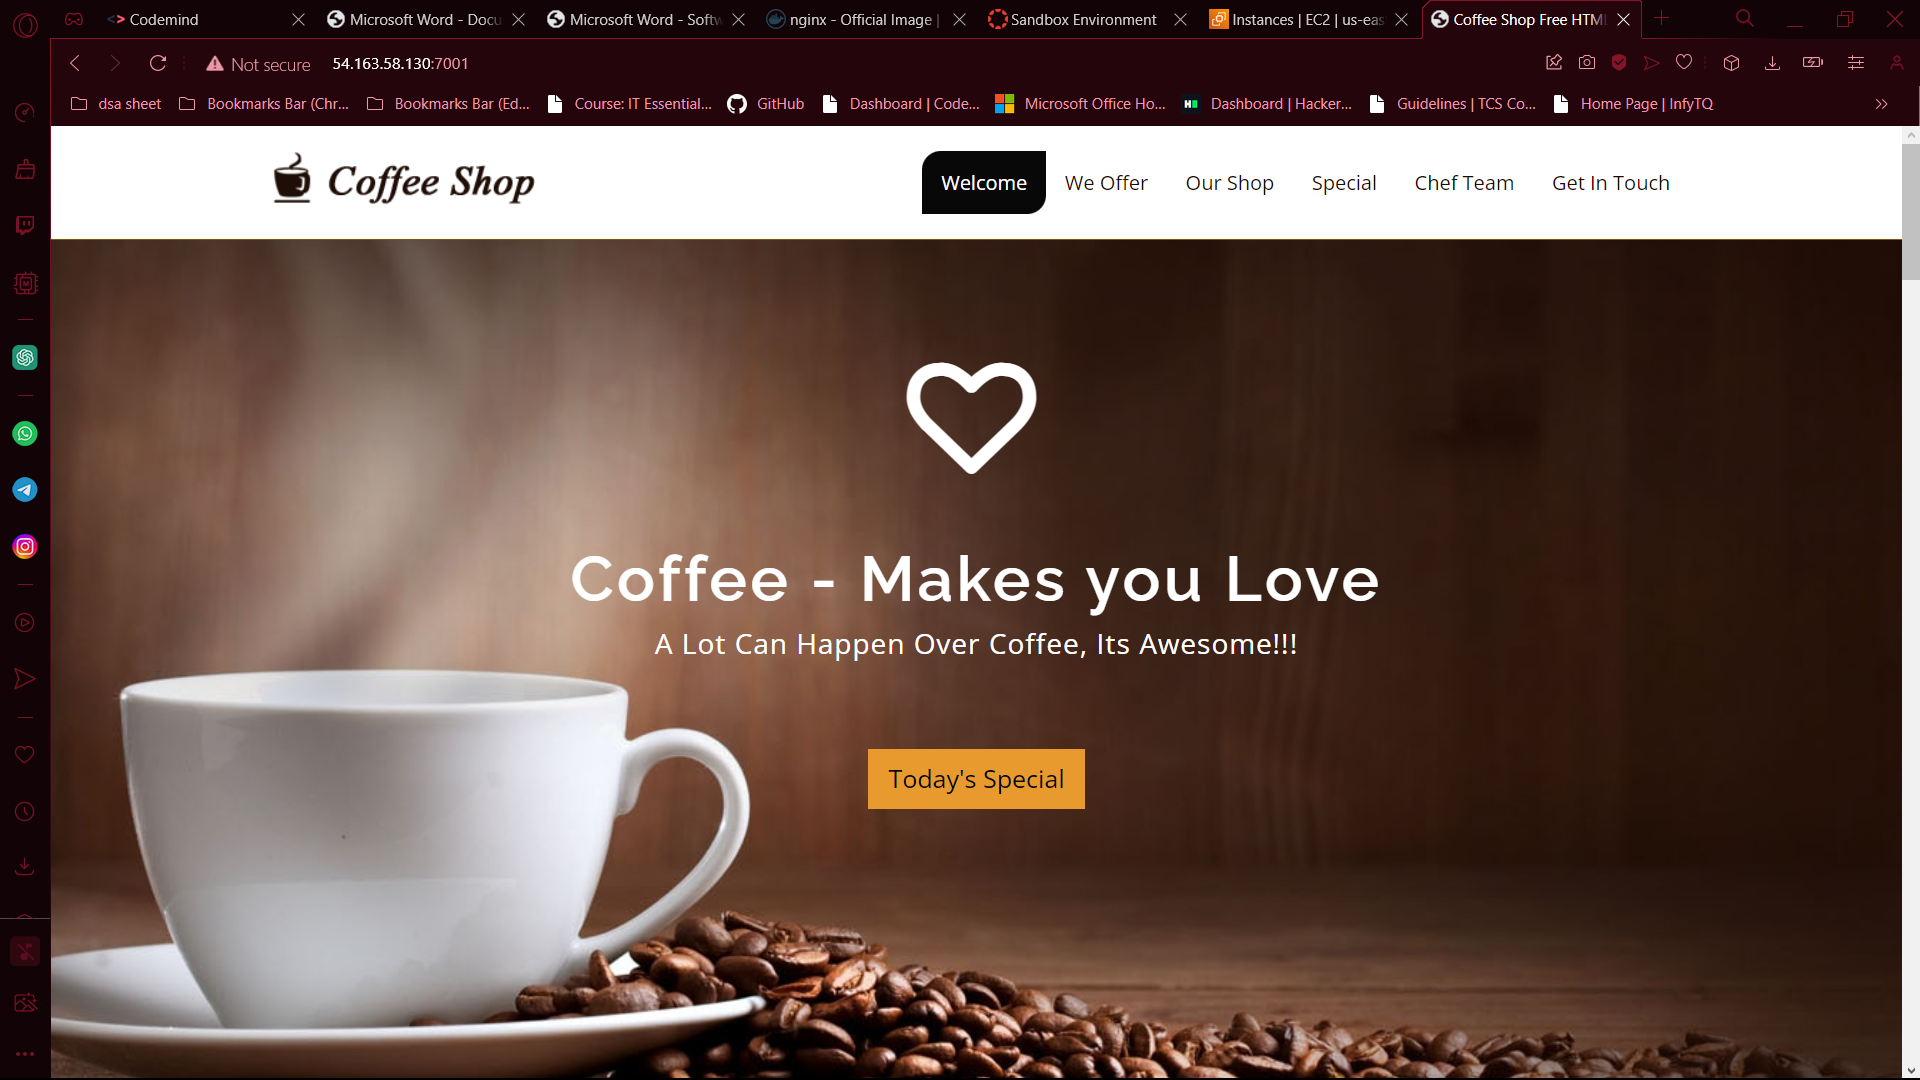 Codemind
Microsoft Word - Docu
Microsoft Word - Softw
nginx - Official Image |
Sandbox Environment
Instances | EC2 | us-eas
Coffee Shop Free HTML
Not secure
54.163.58.130:7001
dsa sheet
Bookmarks Bar (Chr...
Bookmarks Bar (Ed...
Course: IT Essential...
GitHub
Dashboard | Code...
Microsoft Office Ho...
Dashboard | Hacker...
Guidelines | TCS Co...
Home Page | InfyTQ
Coffee Shop
Welcome
We Offer
Our Shop
Special
Chef Team
Get In Touch
Coffee - Makes you Love
A Lot Can Happen Over Coffee, Its Awesome!!!
Today's Special